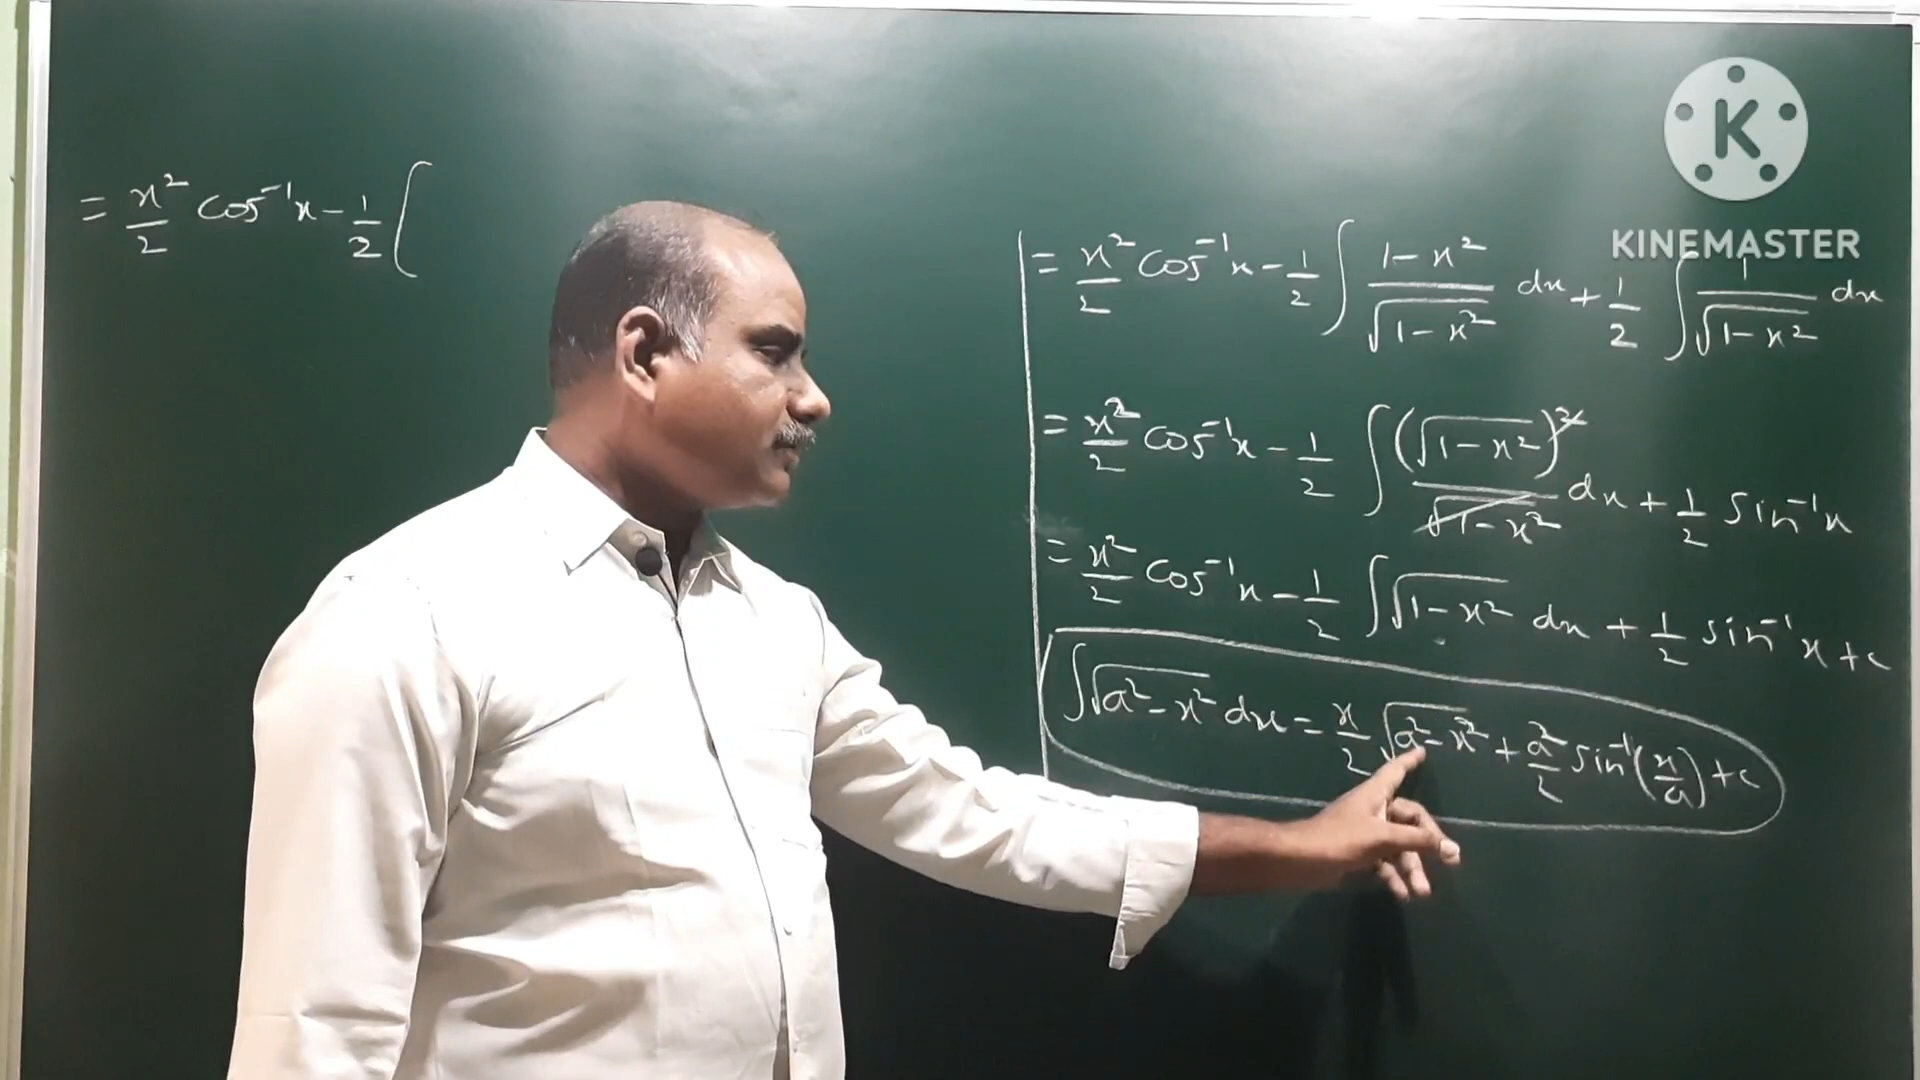 = x²/2 cos⁻¹x - 1/2 (
K
KINEMASTER
= x²/2 cos⁻¹x - 1/2 ∫ (1-x²)/√(1-x²) dx + 1/2 ∫ 1/√(1-x²) dx
= x²/2 cos⁻¹x - 1/2 ∫ (√(1-x²))²/√(1-x²) dx + 1/2 sin⁻¹x
= x²/2 cos⁻¹x - 1/2 ∫ √(1-x²) dx + 1/2 sin⁻¹x + c
∫ √(a²-x²) dx = x/2 √(a²-x²) + a²/2 sin⁻¹(x/a) + c